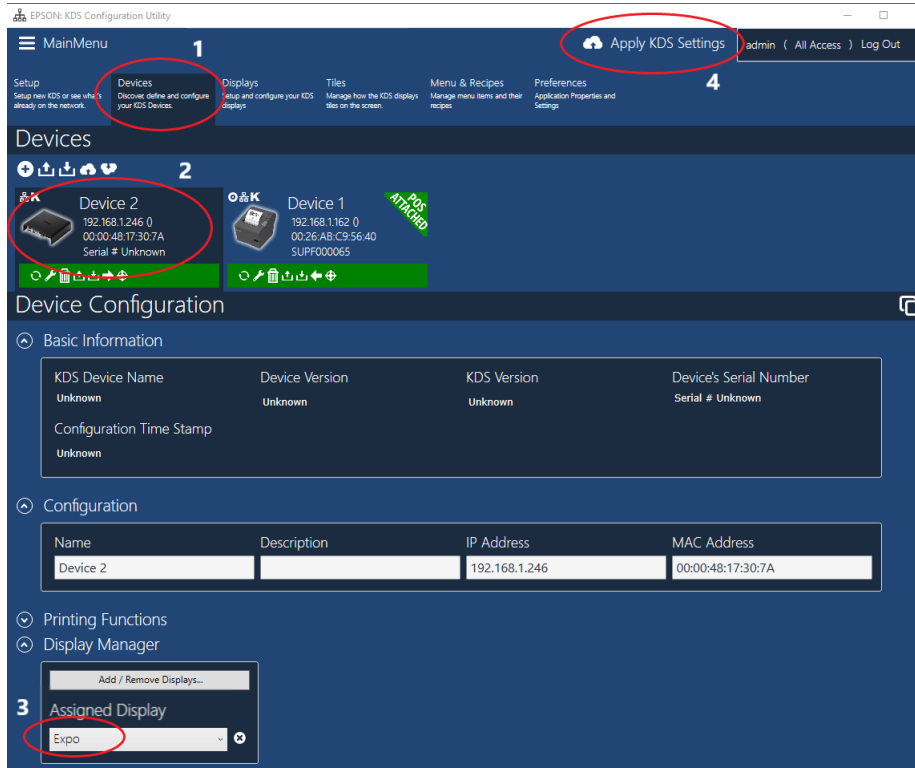 EPSON: KDS Configuration Utility
MainMenu
1
Apply KDS Settings
admin ( All Access ) Log Out
4
Setup
Setup new KDS or see what's
already on the network.
Devices
Discover, define and configure
your KDS Devices.
Displays
Setup and configure your KDS
displays
Tiles
Manage how the KDS displays
tiles on the screen.
Menu & Recipes
Manage menu items and their
recipes
Preferences
Application Properties and
Settings
Devices
2
K
Device 2
192.168.1.246 ()
00:00:48:17:30:7A
Serial # Unknown
K
Device 1
192.168.1.162 ()
00:26:AB:C9:56:40
SUPF000065
POS
ATTACHED
Device Configuration
Basic Information
KDS Device Name
Unknown
Device Version
Unknown
KDS Version
Unknown
Device's Serial Number
Serial # Unknown
Configuration Time Stamp
Unknown
Configuration
Name
Device 2
Description
IP Address
192.168.1.246
MAC Address
00:00:48:17:30:7A
Printing Functions
Display Manager
Add / Remove Displays...
3
Assigned Display
Expo